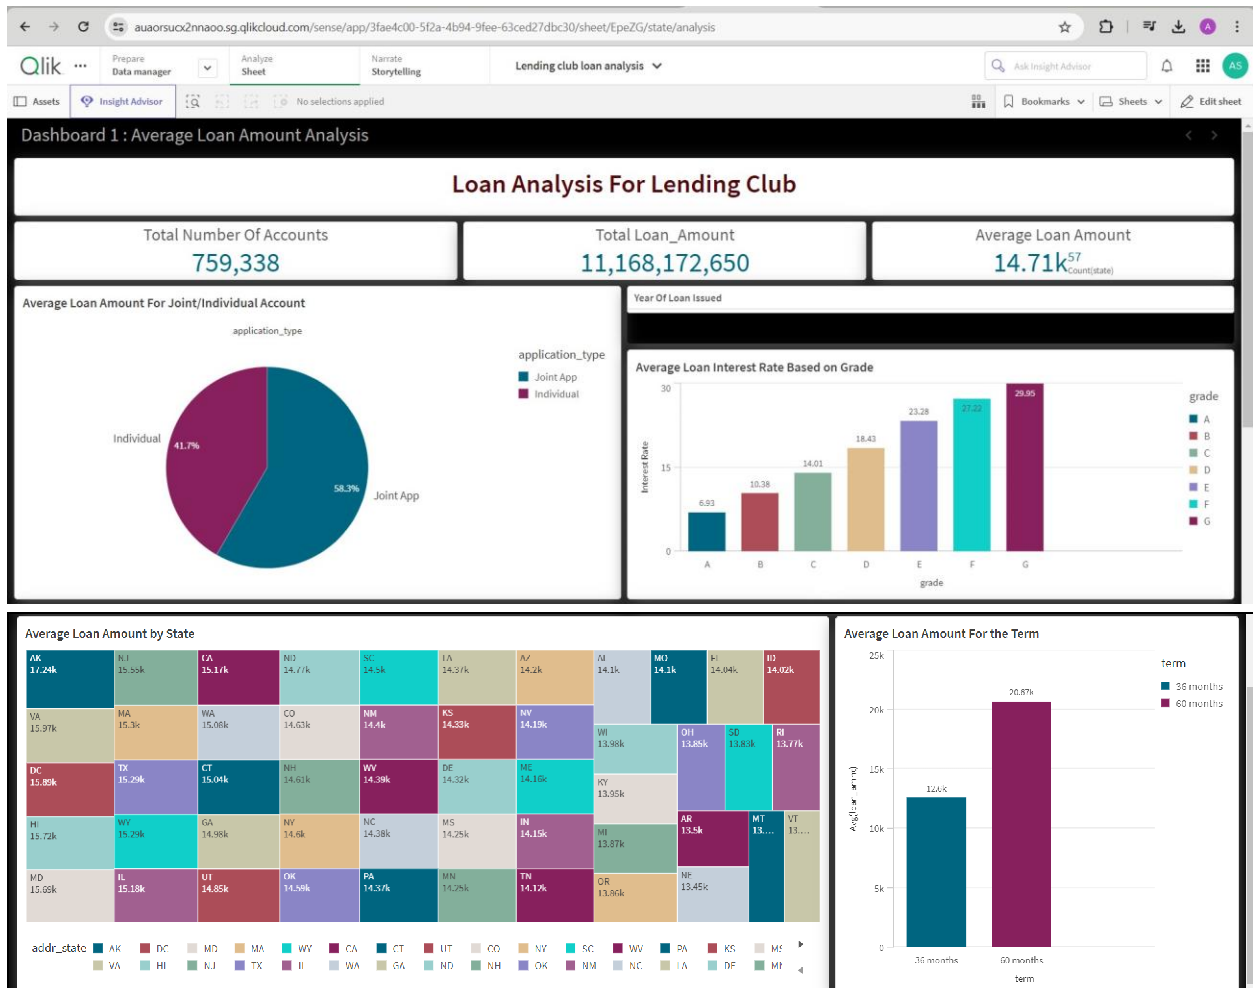 auaorsucx2nnaoo.sg.qlikcloud.com/sense/app/3fae4c00-5f2a-4b94-9fee-63ced27dbc30/sheet/EpeZG/state/analysis
A
Qlik
Prepare
Data manager
Analyze
Sheet
Narrate
Storytelling
Lending club loan analysis
Ask Insight Advisor
AS
Assets
Insight Advisor
No selections applied
Bookmarks
Sheets
Edit sheet
Dashboard 1 : Average Loan Amount Analysis
Loan Analysis For Lending Club
Total Number Of Accounts
759,338
Total Loan_Amount
11,168,172,650
Average Loan Amount
14.71k
57
Count(state)
Average Loan Amount For Joint/Individual Account
application_type
application_type
Joint App
Individual
Individual
41.7%
58.3%
Joint App
Year Of Loan Issued
Average Loan Interest Rate Based on Grade
Interest Rate
30
15
0
6.93
10.38
14.01
18.43
23.28
27.22
29.95
A B C D E F G
grade
grade
A
B
C
D
E
F
G
Average Loan Amount by State
AK
17.24k
VA
15.97k
DC
15.89k
HI
15.72k
MD
15.69k
NJ
15.55k
MA
15.3k
TX
15.29k
WY
15.29k
IL
15.18k
CA
15.17k
WA
15.08k
CT
15.04k
GA
14.98k
UT
14.85k
ND
14.77k
CO
14.63k
NH
14.61k
NY
14.6k
OK
14.59k
SC
14.5k
NM
14.4k
WV
14.39k
NC
14.38k
PA
14.37k
LA
14.37k
KS
14.33k
DE
14.32k
MS
14.25k
MN
14.25k
AZ
14.2k
NV
14.19k
ME
14.16k
IN
14.15k
TN
14.12k
AL
14.1k
MO
14.1k
FL
14.04k
ID
14.02k
WI
13.98k
KY
13.95k
MI
13.87k
OR
13.86k
OH
13.85k
SD
13.83k
RI
13.77k
AR
13.5k
NE
13.45k
MT
13....
VT
13....
addr_state
AK DC MD MA WY CA CT UT CO NY SC WV PA KS MS
VA HI NJ TX IL WA GA ND NH OK NM NC LA DE MN
Average Loan Amount For the Term
Avg(loan_amnt)
25k
20k
15k
10k
5k
0
12.6k
20.67k
36 months
60 months
term
term
36 months
60 months